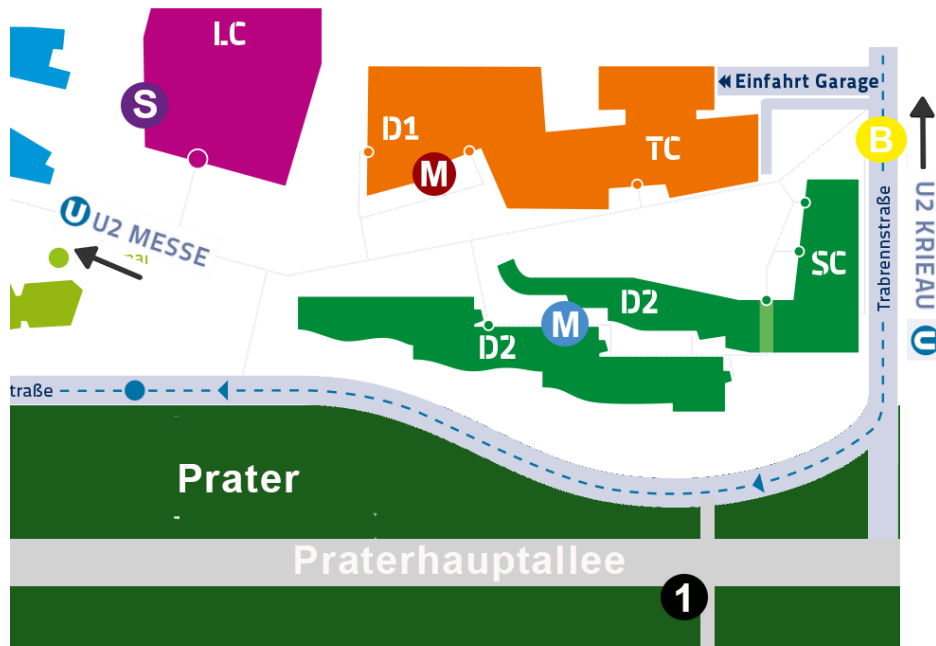 LC
S
Einfahrt Garage
D1
TC
B
M
U
U2 MESSE
SC
D2
M
D2
Trabrennstraße
U2 KRIEAU
U
traße
Prater
Praterhauptallee
1